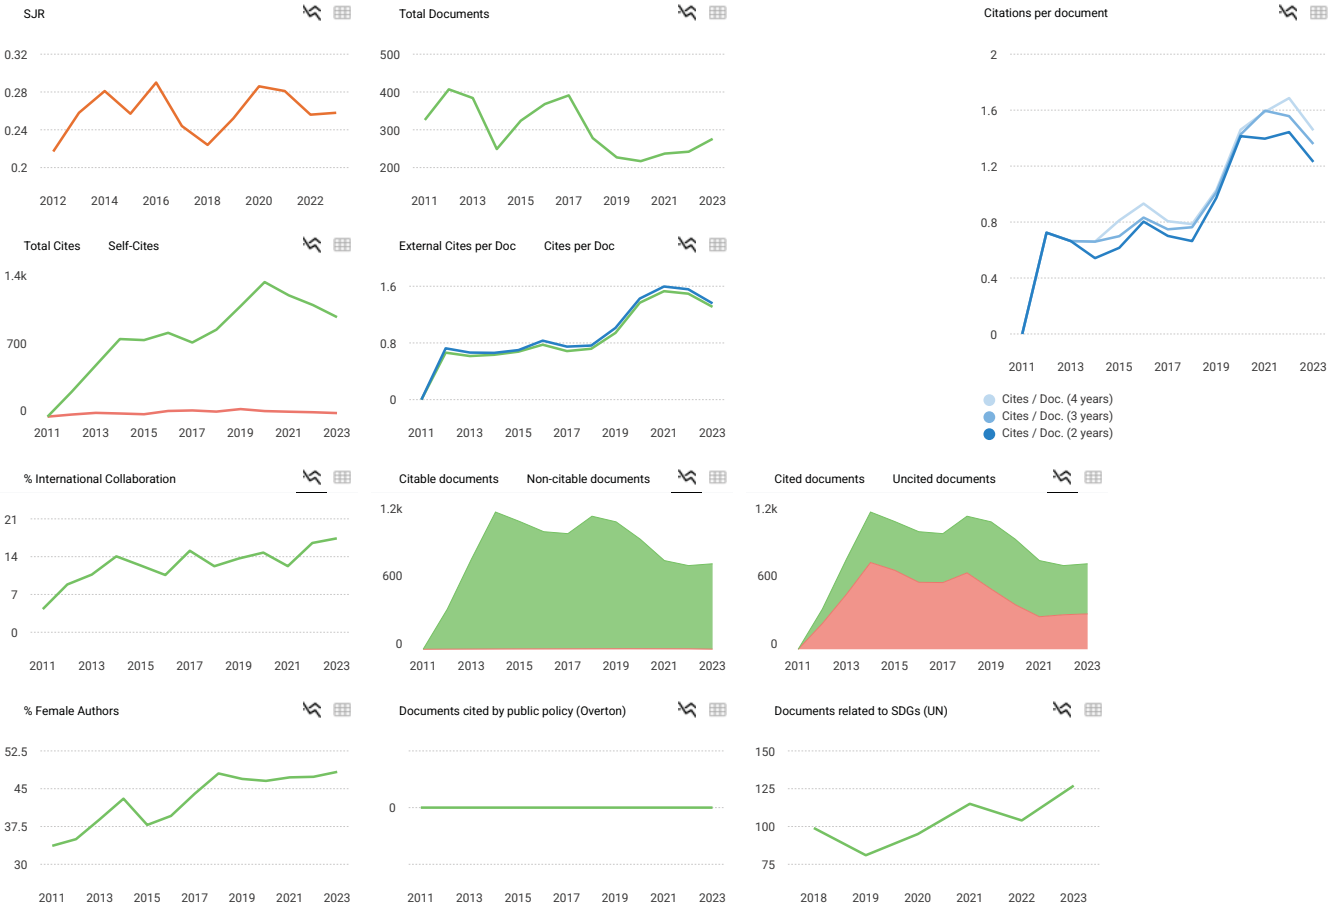 SJR
0.32
0.28
0.24
0.2
2012 2014 2016 2018 2020 2022
Total Documents
500
400
300
200
2011 2013 2015 2017 2019 2021 2023
Citations per document
2
1.6
1.2
0.8
0.4
0
2011 2013 2015 2017 2019 2021 2023
Cites / Doc. (4 years)
Cites / Doc. (3 years)
Cites / Doc. (2 years)
Total Cites Self-Cites
1.4k
700
0
2011 2013 2015 2017 2019 2021 2023
External Cites per Doc Cites per Doc
1.6
0.8
0
2011 2013 2015 2017 2019 2021 2023
% International Collaboration
21
14
7
0
2011 2013 2015 2017 2019 2021 2023
Citable documents Non-citable documents
1.2k
600
0
2011 2013 2015 2017 2019 2021 2023
Cited documents Uncited documents
1.2k
600
0
2011 2013 2015 2017 2019 2021 2023
% Female Authors
52.5
45
37.5
30
2011 2013 2015 2017 2019 2021 2023
Documents cited by public policy (Overton)
0
2011 2013 2015 2017 2019 2021 2023
Documents related to SDGs (UN)
150
125
100
75
2018 2019 2020 2021 2022 2023